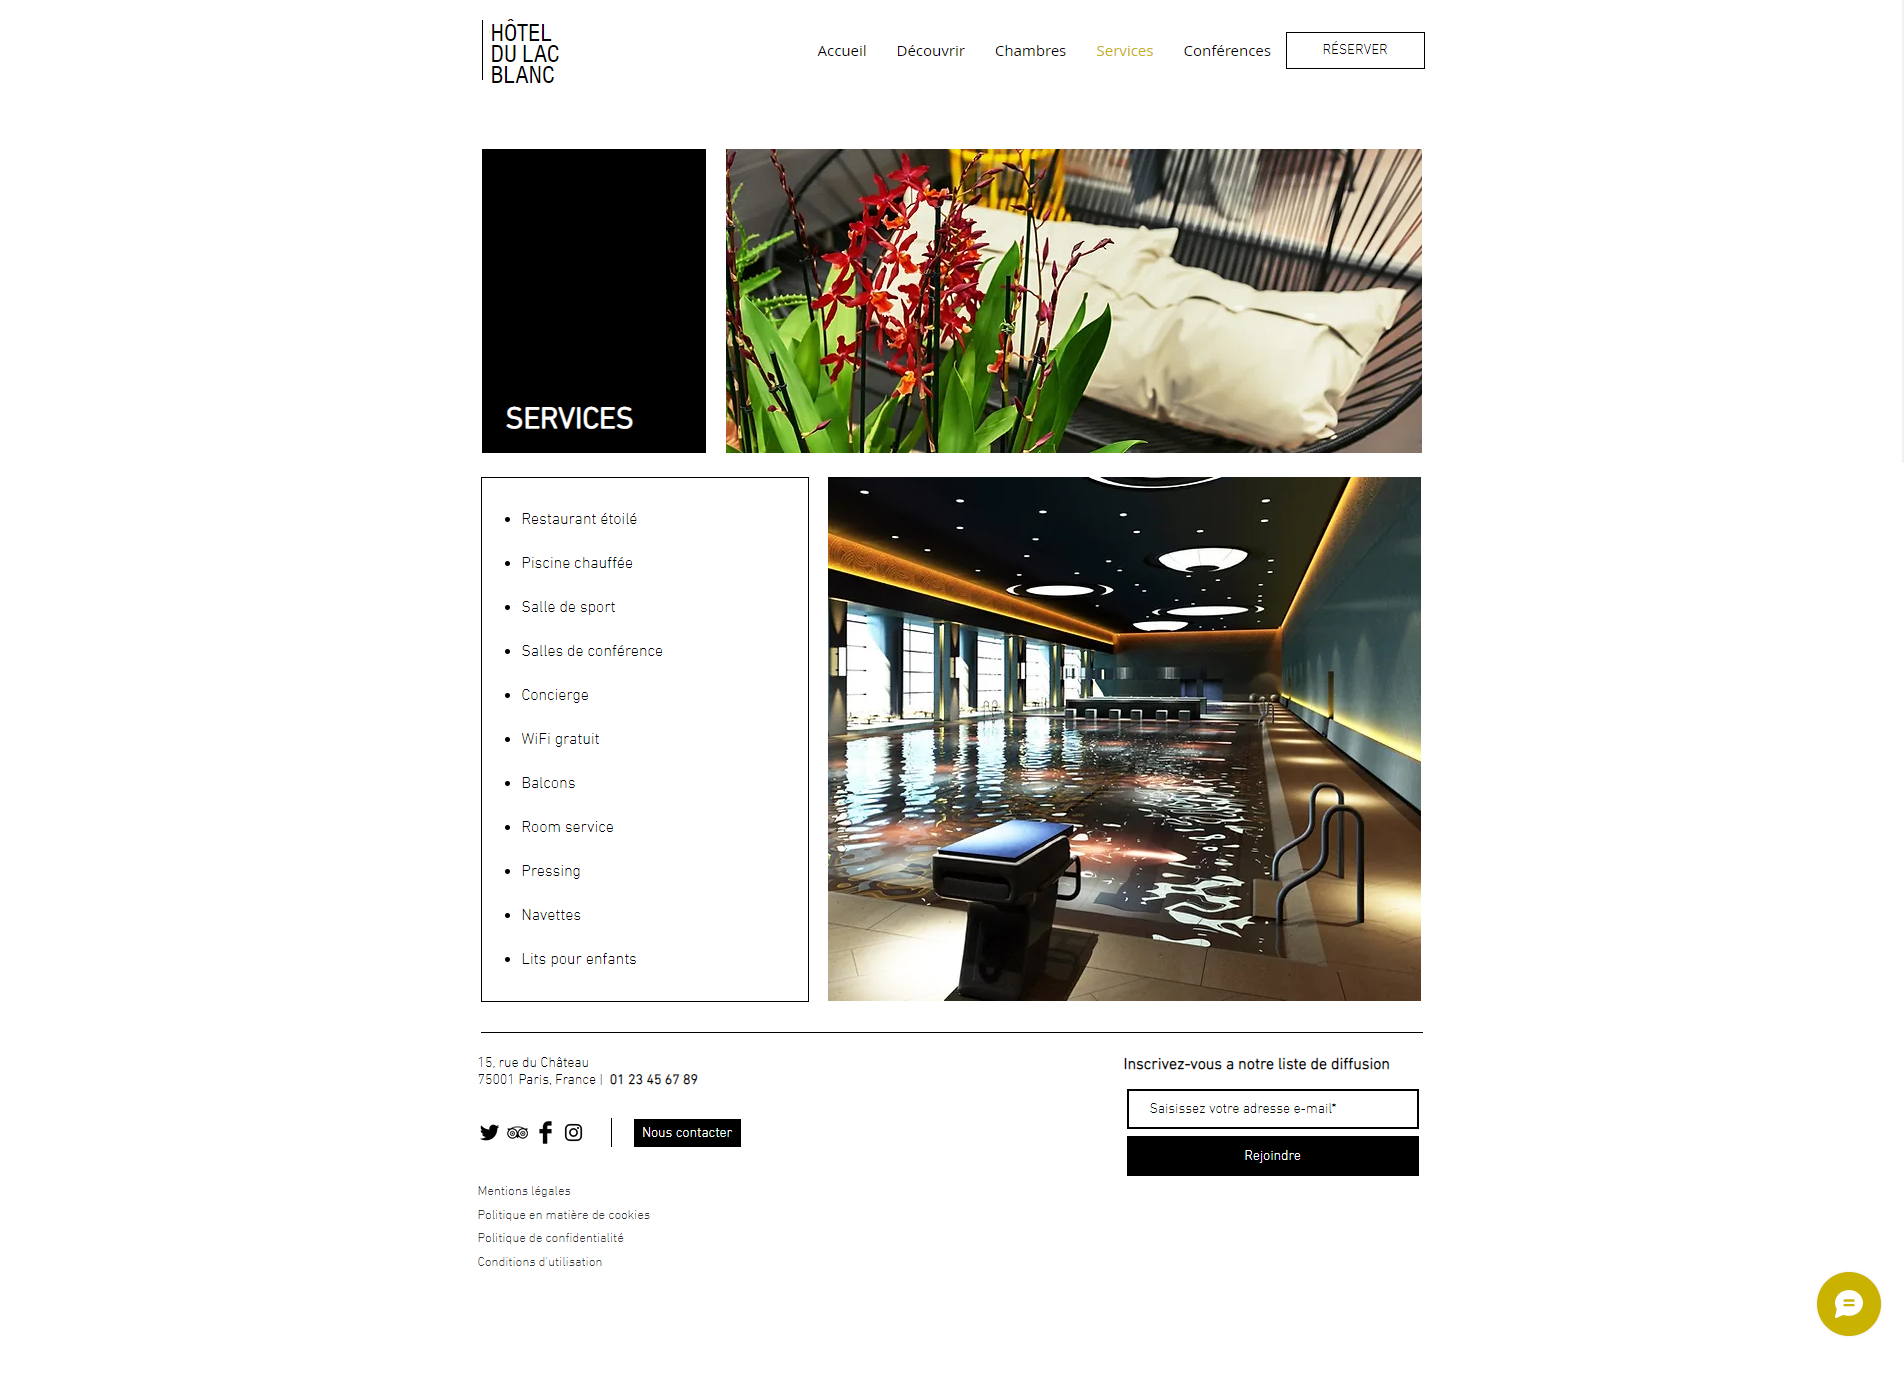 HÔTEL
DU LAC
BLANC
Accueil
Découvrir
Chambres
Services
Conférences
RÉSERVER
SERVICES
Restaurant étoilé
Piscine chauffée
Salle de sport
Salles de conférence
Concierge
WiFi gratuit
Balcons
Room service
Pressing
Navettes
Lits pour enfants
15, rue du Château
75001 Paris, France | 01 23 45 67 89
Nous contacter
Mentions légales
Politique en matière de cookies
Politique de confidentialité
Conditions d'utilisation
Inscrivez-vous a notre liste de diffusion
Saisissez votre adresse e-mail*
Rejoindre